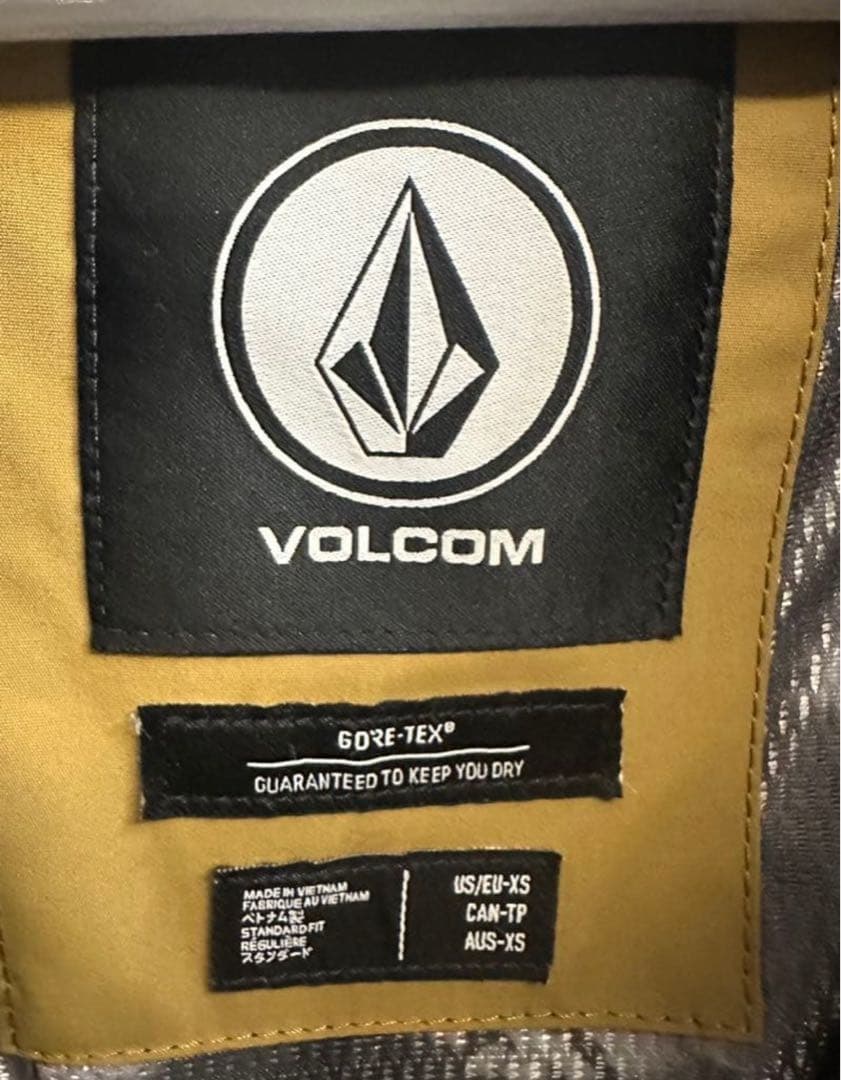 VOLCOM
GORE-TEX®
GUARANTEED TO KEEP YOU DRY
MADE IN VIETNAM
FABRIQUE AU VIETNAM
ベトナム製
STANDARD FIT
RÉGULIÈRE
スタンダード
US/EU-XS
CAN-TP
AUS-XS